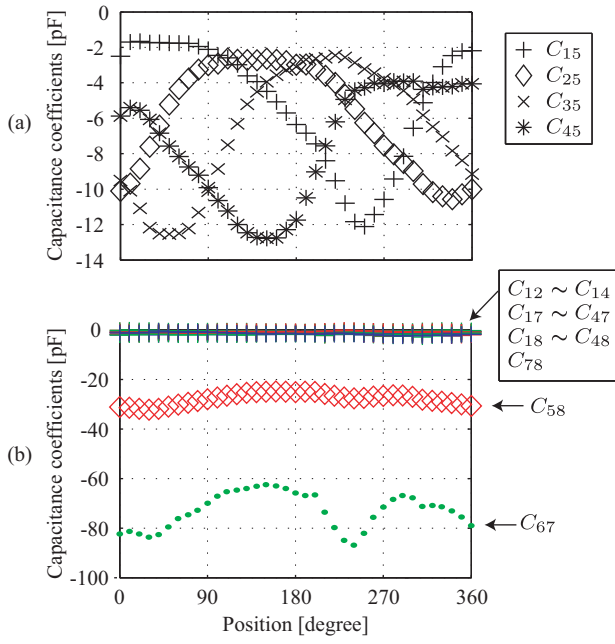 Capacitance coefficients [pF]
0
-2
-4
-6
-8
-10
-12
-14
(a)
C15
C25
C35
C45
C12 ~ C14
C17 ~ C47
C18 ~ C48
C78
Capacitance coefficients [pF]
0
-20
-40
-60
-80
-100
(b)
C58
C67
0 90 180 270 360
Position [degree]